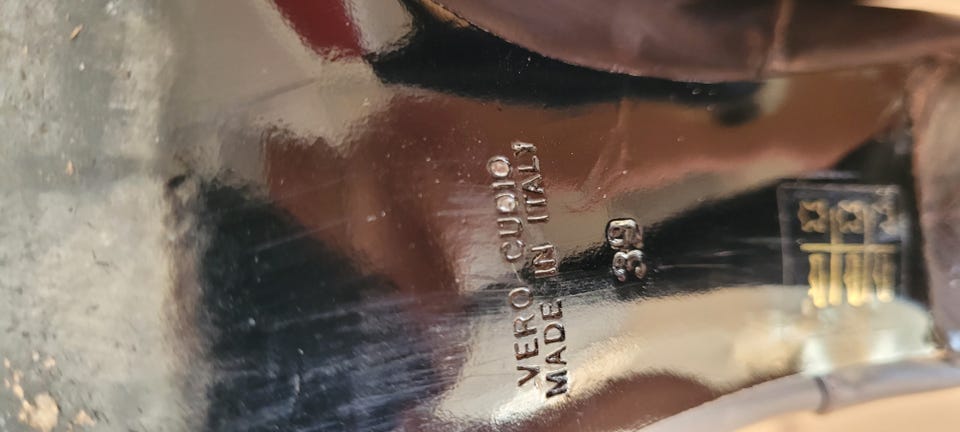 VERO CUOIO
MADE IN ITALY
39